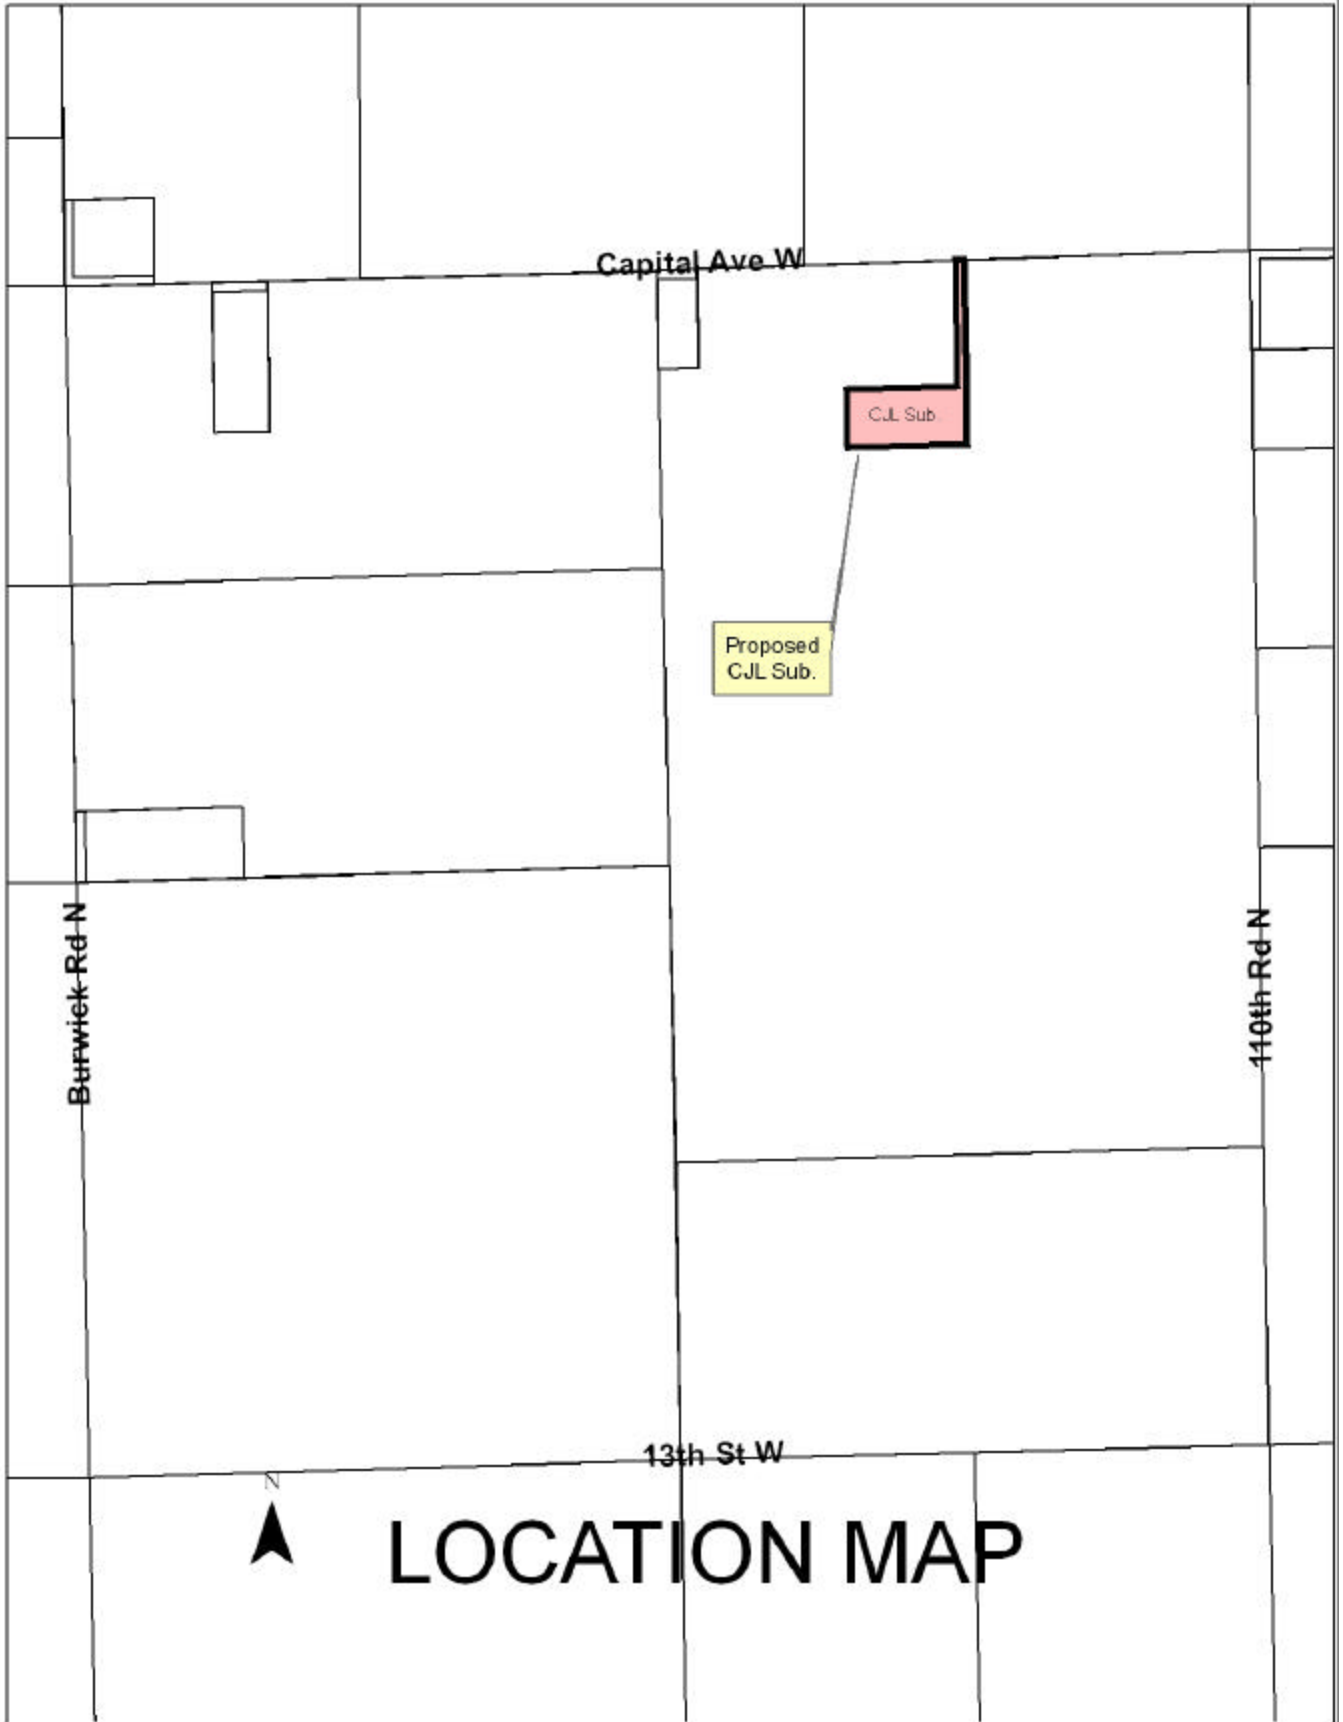 Capital Ave W
CJL Sub.
Proposed
CJL Sub.
Burwick Rd N
110th Rd N
13th St W
N
LOCATION MAP